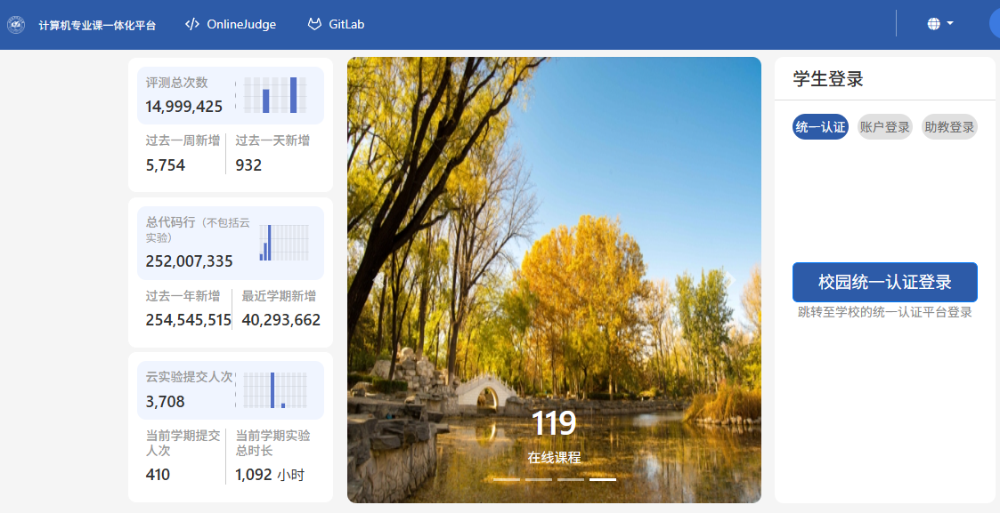 计算机专业课一体化平台
OnlineJudge
GitLab
评测总次数
14,999,425
过去一周新增
过去一天新增
5,754
932
总代码行（不包括云
实验）
252,007,335
过去一年新增
最近学期新增
254,545,515
40,293,662
云实验提交人次
3,708
当前学期提交
人次
当前学期实验
总时长
410
1,092 小时
119
在线课程
学生登录
统一认证
账户登录
助教登录
校园统一认证登录
跳转至学校的统一认证平台登录